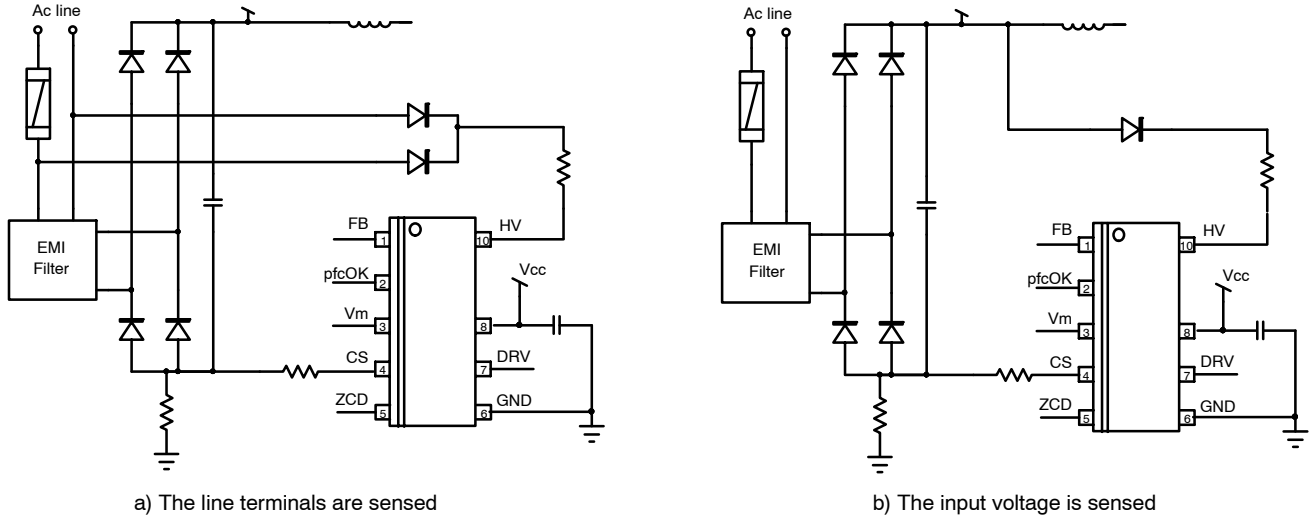 Ac line
EMI
Filter
FB
1
pfcOK
2
Vm
3
CS
4
ZCD
5
10
HV
Vcc
8
DRV
7
GND
6
a) The line terminals are sensed
Ac line
EMI
Filter
FB
1
pfcOK
2
Vm
3
CS
4
ZCD
5
10
HV
Vcc
8
DRV
7
GND
6
b) The input voltage is sensed